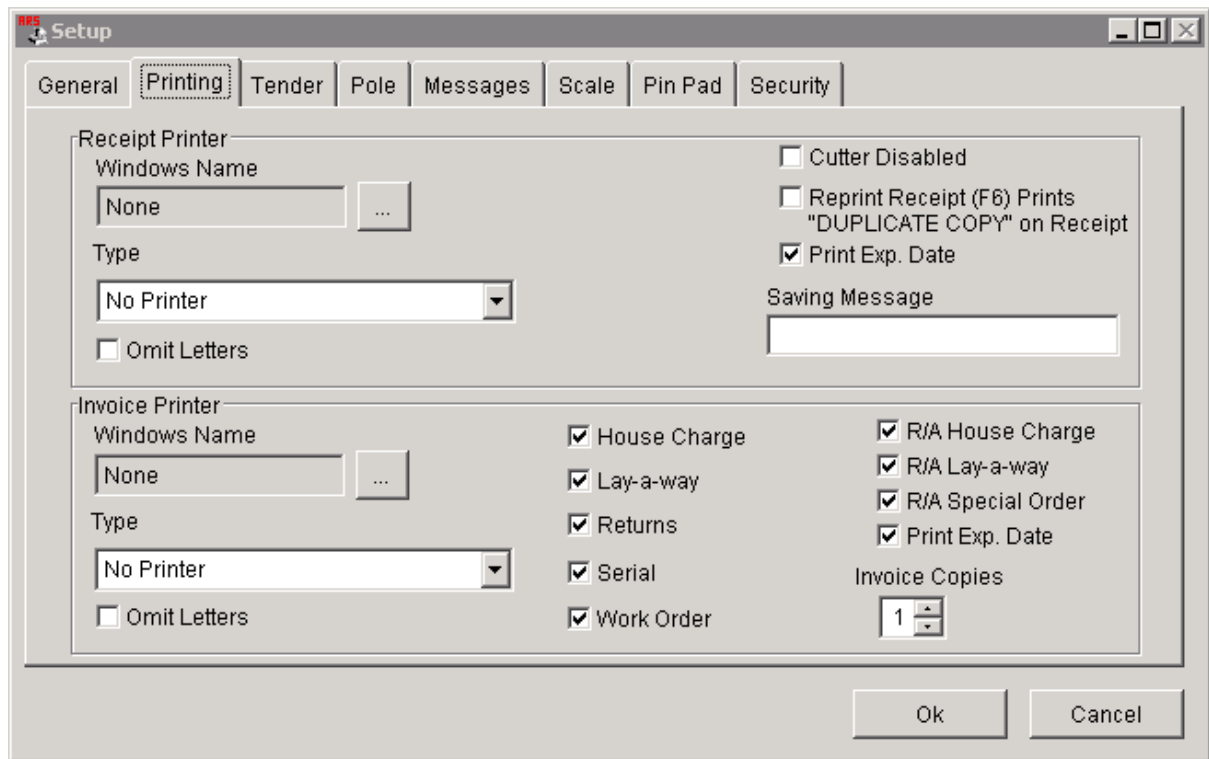 ARS
Setup
General Printing Tender Pole Messages Scale Pin Pad Security
Receipt Printer
Windows Name
None
...
Type
No Printer
Omit Letters
Cutter Disabled
Reprint Receipt (F6) Prints
"DUPLICATE COPY" on Receipt
Print Exp. Date
Saving Message
Invoice Printer
Windows Name
None
...
Type
No Printer
Omit Letters
House Charge
Lay-a-way
Returns
Serial
Work Order
R/A House Charge
R/A Lay-a-way
R/A Special Order
Print Exp. Date
Invoice Copies
1
Ok Cancel